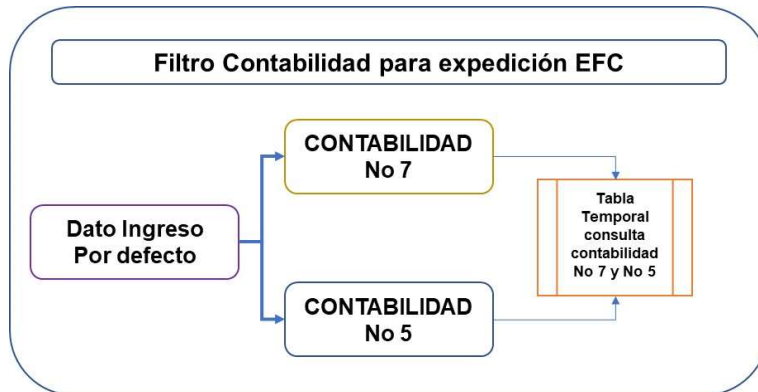 Filtro Contabilidad para expedición EFC
CONTABILIDAD
No 7
Dato Ingreso
Por defecto
Tabla
Temporal
consulta
contabilidad
No 7 y No 5
CONTABILIDAD
No 5